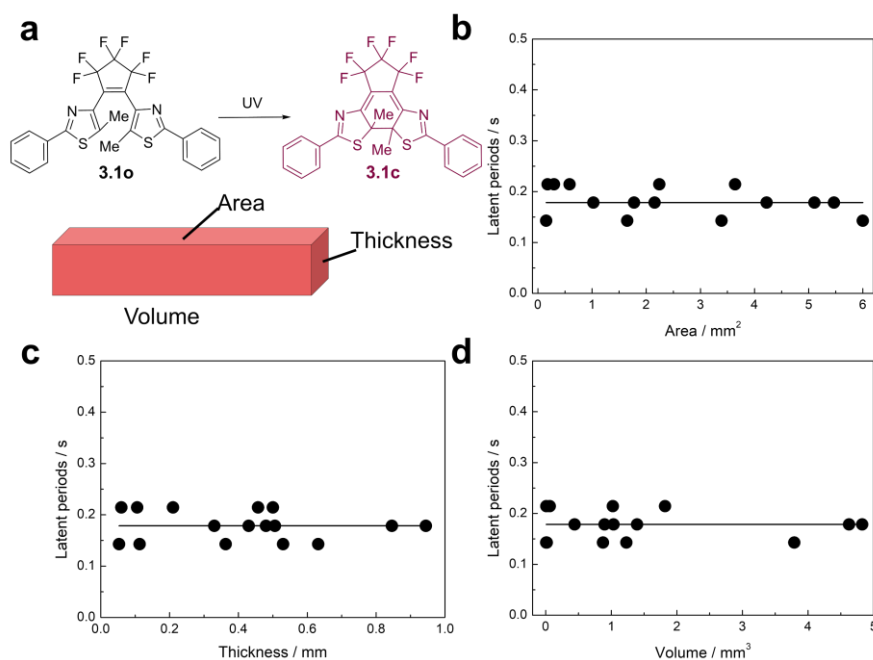 a
F F
F F
F F
N
Me
N
S
Me
S
3.1o
UV
F F
F F
F F
N
Me
N
S
Me
S
3.1c
Area
Thickness
Volume
b
Latent periods / s
0.5
0.4
0.3
0.2
0.1
0.0
0 1 2 3 4 5 6
Area / mm²
c
Latent periods / s
0.5
0.4
0.3
0.2
0.1
0.0
0.0 0.2 0.4 0.6 0.8 1.0
Thickness / mm
d
Latent periods / s
0.5
0.4
0.3
0.2
0.1
0.0
0 1 2 3 4 5
Volume / mm³